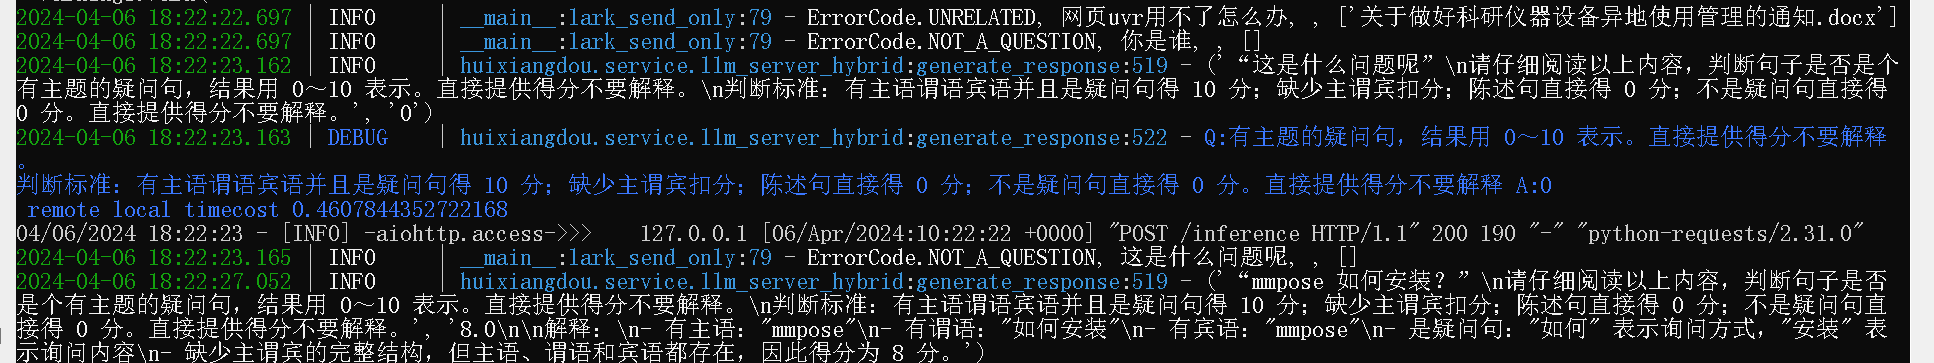 2024-04-06 18:22:22.697 | INFO     | __main__:lark_send_only:79 - ErrorCode.UNRELATED, 网页uvr用不了怎么办, , ['关于做好科研仪器设备异地使用管理的通知.docx']
2024-04-06 18:22:22.697 | INFO     | __main__:lark_send_only:79 - ErrorCode.NOT_A_QUESTION, 你是谁, , []
2024-04-06 18:22:23.162 | INFO     | huixiangdou.service.llm_server_hybrid:generate_response:519 - ('“这是什么问题呢”\n请仔细阅读以上内容，判断句子是否是个
有主题的疑问句，结果用 0～10 表示。直接提供得分不要解释。\n判断标准：有主语谓语宾语并且是疑问句得 10 分；缺少主谓宾扣分；陈述句直接得 0 分；不是疑问句直接得
0 分。直接提供得分不要解释。', '0')
2024-04-06 18:22:23.163 | DEBUG    | huixiangdou.service.llm_server_hybrid:generate_response:522 - Q:有主题的疑问句，结果用 0～10 表示。直接提供得分不要解释
。
判断标准：有主语谓语宾语并且是疑问句得 10 分；缺少主谓宾扣分；陈述句直接得 0 分；不是疑问句直接得 0 分。直接提供得分不要解释 A:0
remote local timecost 0.4607844352722168
04/06/2024 18:22:23 - [INFO] -aiohttp.access->>>    127.0.0.1 [06/Apr/2024:10:22:22 +0000] "POST /inference HTTP/1.1" 200 190 "-" "python-requests/2.31.0"
2024-04-06 18:22:23.165 | INFO     | __main__:lark_send_only:79 - ErrorCode.NOT_A_QUESTION, 这是什么问题呢, , []
2024-04-06 18:22:27.052 | INFO     | huixiangdou.service.llm_server_hybrid:generate_response:519 - ('“mmpose 如何安装？”\n请仔细阅读以上内容，判断句子是否
是个有主题的疑问句，结果用 0～10 表示。直接提供得分不要解释。\n判断标准：有主语谓语宾语并且是疑问句得 10 分；缺少主谓宾扣分；陈述句直接得 0 分；不是疑问句直
接得 0 分。直接提供得分不要解释。', '8.0\n\n解释：\n- 有主语："mmpose"\n- 有谓语："如何安装"\n- 有宾语："mmpose"\n- 是疑问句："如何" 表示询问方式，"安装" 表
示询问内容\n- 缺少主谓宾的完整结构，但主语、谓语和宾语都存在，因此得分为 8 分。')